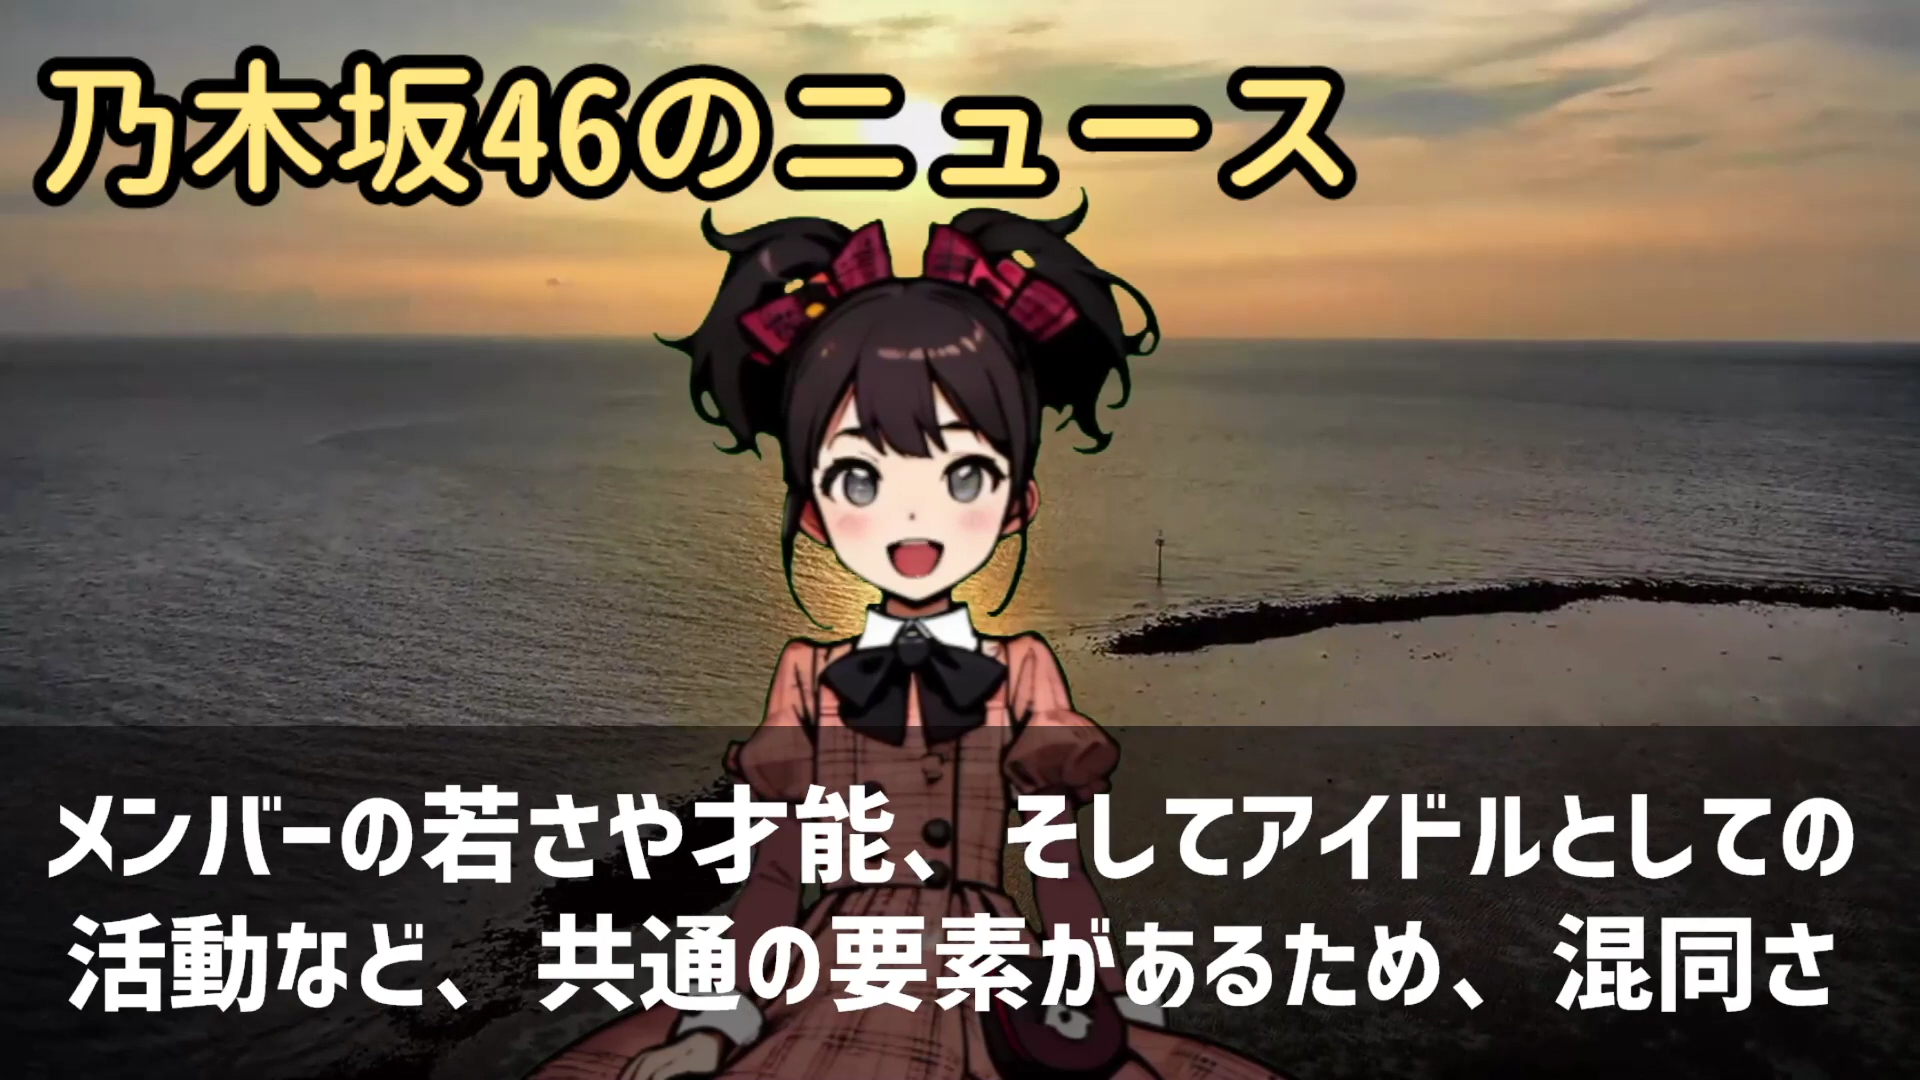 乃木坂46のニュース
メンバーの若さや才能、そしてアイドルとしての
活動など、共通の要素があるため、混同さ